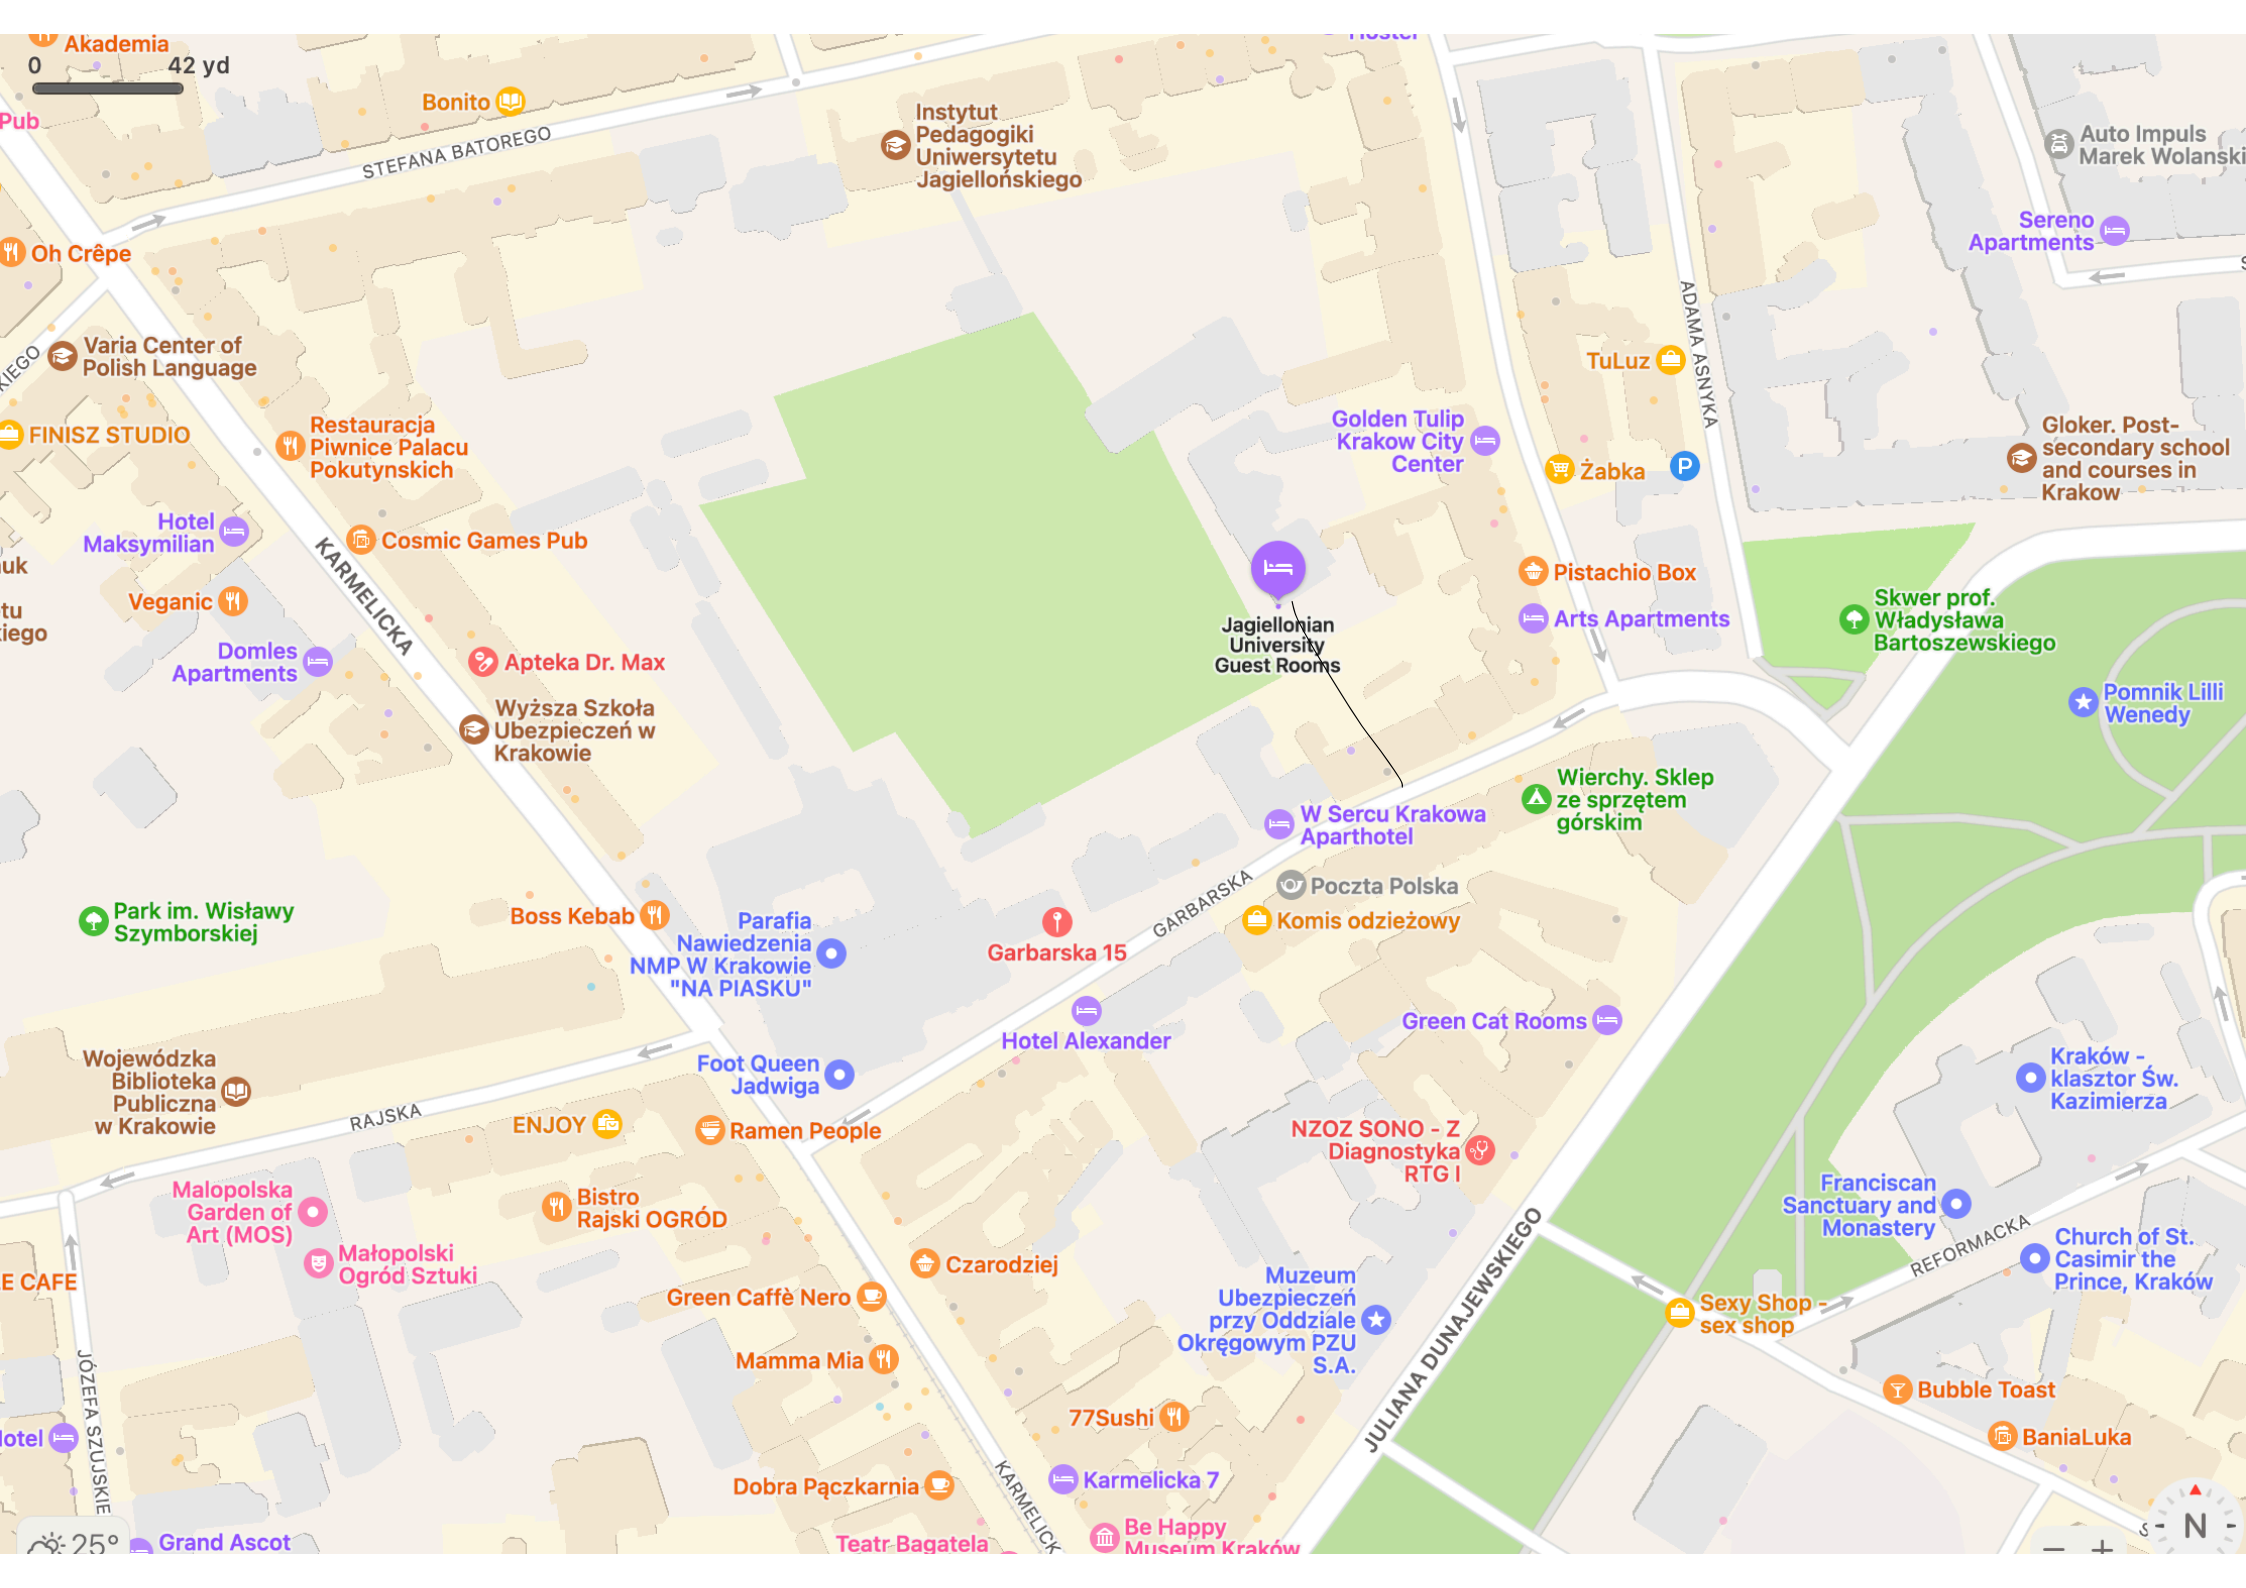 Akademia
0 42 yd
Pub
Bonito
STEFANA BATOREGO
Instytut
Pedagogiki
Uniwersytetu
Jagiellońskiego
Auto Impuls
Marek Wolanski
Sereno
Apartments
Oh Crêpe
Varia Center of
Polish Language
FINISZ STUDIO
Restauracja
Piwnice Palacu
Pokutynskich
Golden Tulip
Krakow City
Center
TuLuz
ADAMA ASNYKA
Żabka
P
Gloker. Post-
secondary school
and courses in
Krakow
Hotel
Maksymilian
Cosmic Games Pub
KARMELICKA
Veganic
Domles
Apartments
Apteka Dr. Max
Wyższa Szkoła
Ubezpieczeń w
Krakowie
Jagiellonian
University
Guest Rooms
Pistachio Box
Arts Apartments
Skwer prof.
Władysława
Bartoszewskiego
Pomnik Lilli
Wenedy
Wierchy. Sklep
ze sprzętem
górskim
W Sercu Krakowa
Aparthotel
Poczta Polska
Komis odzieżowy
GARBARSKA
Garbarska 15
Park im. Wisławy
Szymborskiej
Boss Kebab
Parafia
Nawiedzenia
NMP W Krakowie
"NA PIASKU"
Hotel Alexander
Green Cat Rooms
Foot Queen
Jadwiga
Wojewódzka
Biblioteka
Publiczna
w Krakowie
RAJSKA
ENJOY
Ramen People
Kraków -
klasztor Św.
Kazimierza
NZOZ SONO - Z
Diagnostyka
RTG I
Malopolska
Garden of
Art (MOS)
Bistro
Rajski OGRÓD
Małopolski
Ogród Sztuki
Franciscan
Sanctuary and
Monastery
REFORMACKA
Church of St.
Casimir the
Prince, Kraków
E CAFE
Czarodziej
Green Caffè Nero
Muzeum
Ubezpieczeń
przy Oddziale
Okręgowym PZU
S.A.
JULIANA DUNAJEWSKIEGO
Sexy Shop -
sex shop
Mamma Mia
JÓZEFA SZUJSKIE
77Sushi
Bubble Toast
BaniaLuka
Dobra Pączkarnia
KARMELICK
Karmelicka 7
Be Happy
Museum Kraków
Teatr Bagatela
Grand Ascot
25°
N